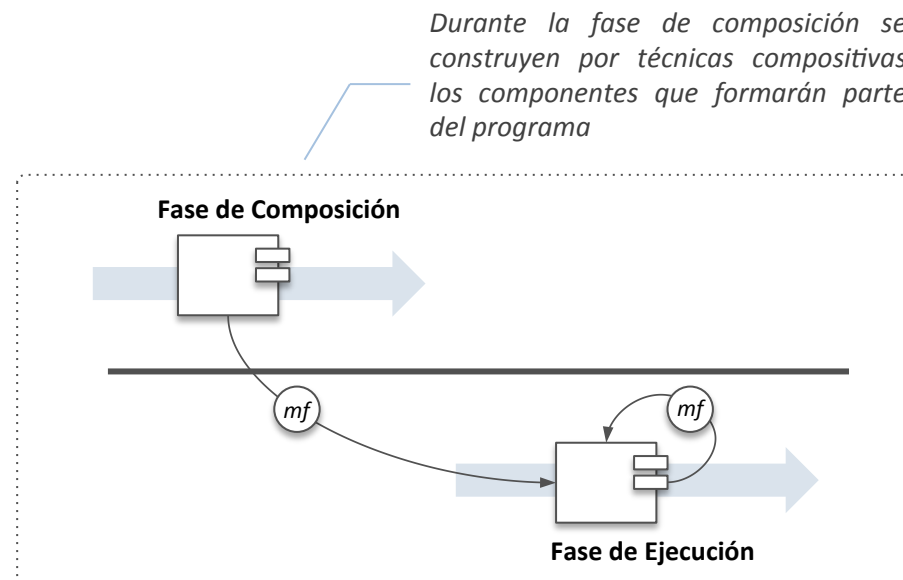 Durante la fase de composición se
construyen por técnicas compositivas
los componentes que formarán parte
del programa
Fase de Composición
mf
mf
Fase de Ejecución